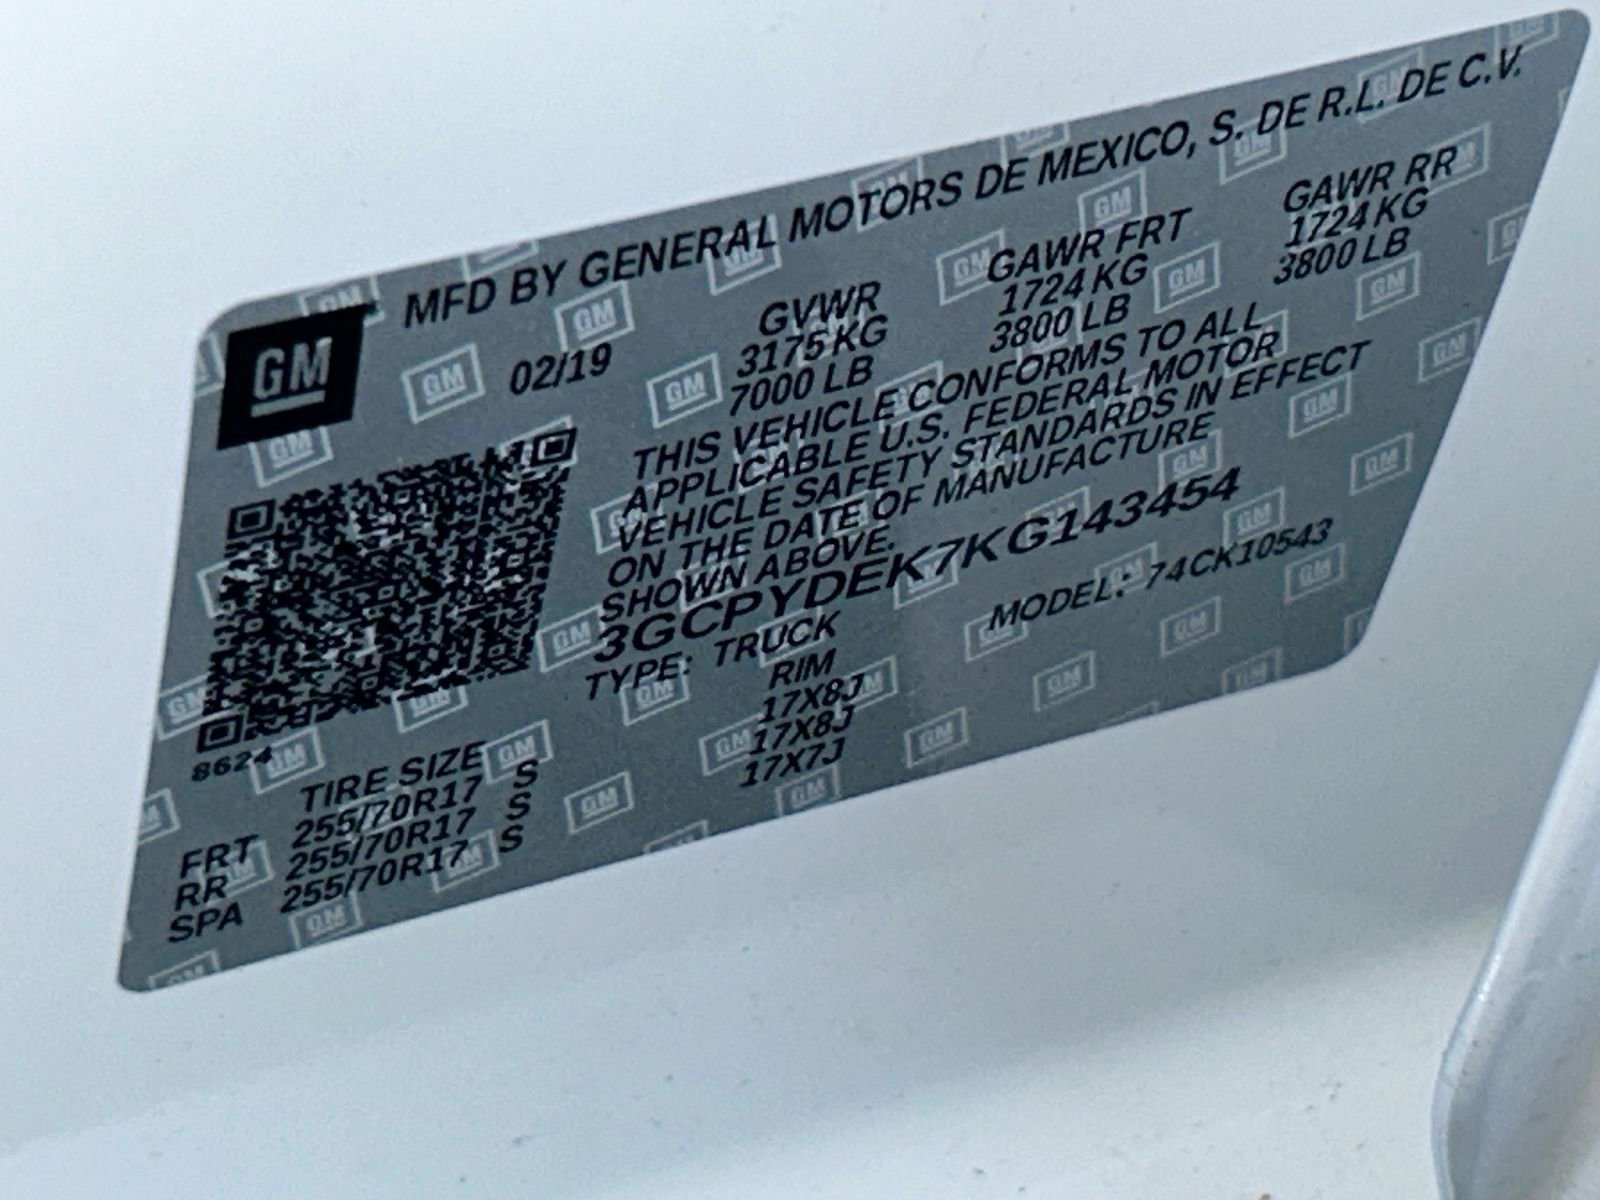 GM
MFD BY GENERAL MOTORS DE MEXICO, S. DE R.L. DE C.V.
02/19
GVWR GAWR FRT GAWR RR
3175 KG 1724 KG 1724 KG
7000 LB 3800 LB 3800 LB
THIS VEHICLE CONFORMS TO ALL
APPLICABLE U.S. FEDERAL MOTOR
VEHICLE SAFETY STANDARDS IN EFFECT
ON THE DATE OF MANUFACTURE
SHOWN ABOVE.
3GCPYDEK7KG143454
TYPE: TRUCK MODEL: 74CK10543
8624
TIRE SIZE RIM
FRT 255/70R17 S 17X8J
RR 255/70R17 S 17X8J
SPA 255/70R17 S 17X7J